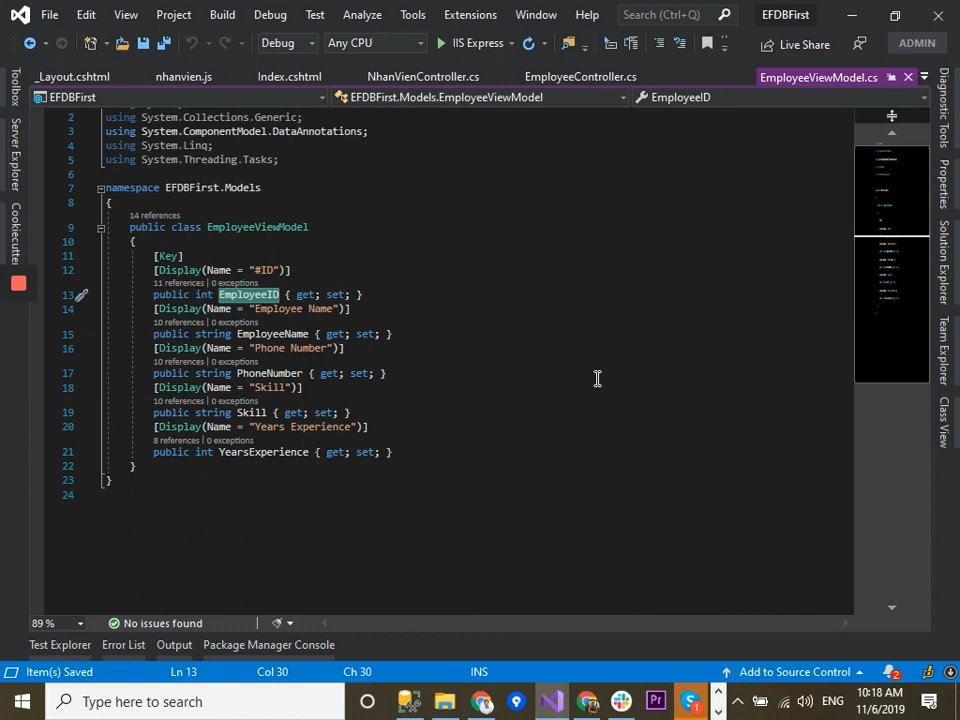 File Edit View Project Build Debug Test Analyze Tools Extensions Window Help Search (Ctrl+Q) EFDBFirst
Debug Any CPU IIS Express Live Share ADMIN
_Layout.cshtml nhanvien.js Index.cshtml NhanVienController.cs EmployeeController.cs EmployeeViewModel.cs
EFDBFirst EFDBFirst.Models.EmployeeViewModel EmployeeID
Toolbox
Server Explorer
Cookiecutter
2 using System.Collections.Generic;
3 using System.ComponentModel.DataAnnotations;
4 using System.Linq;
5 using System.Threading.Tasks;
6
7 namespace EFDBFirst.Models
8 {
14 references
9 public class EmployeeViewModel
10 {
11 [Key]
12 [Display(Name = "#ID")]
11 references | 0 exceptions
13 public int EmployeeID { get; set; }
14 [Display(Name = "Employee Name")]
10 references | 0 exceptions
15 public string EmployeeName { get; set; }
16 [Display(Name = "Phone Number")]
10 references | 0 exceptions
17 public string PhoneNumber { get; set; }
18 [Display(Name = "Skill")]
10 references | 0 exceptions
19 public string Skill { get; set; }
20 [Display(Name = "Years Experience")]
8 references | 0 exceptions
21 public int YearsExperience { get; set; }
22 }
23 }
24
Diagnostic Tools
Properties
Solution Explorer
Team Explorer
Class View
89 % No issues found
Test Explorer Error List Output Package Manager Console
Item(s) Saved Ln 13 Col 30 Ch 30 INS Add to Source Control 2
Type here to search Pr S 1 ENG 10:18 AM
11/6/2019